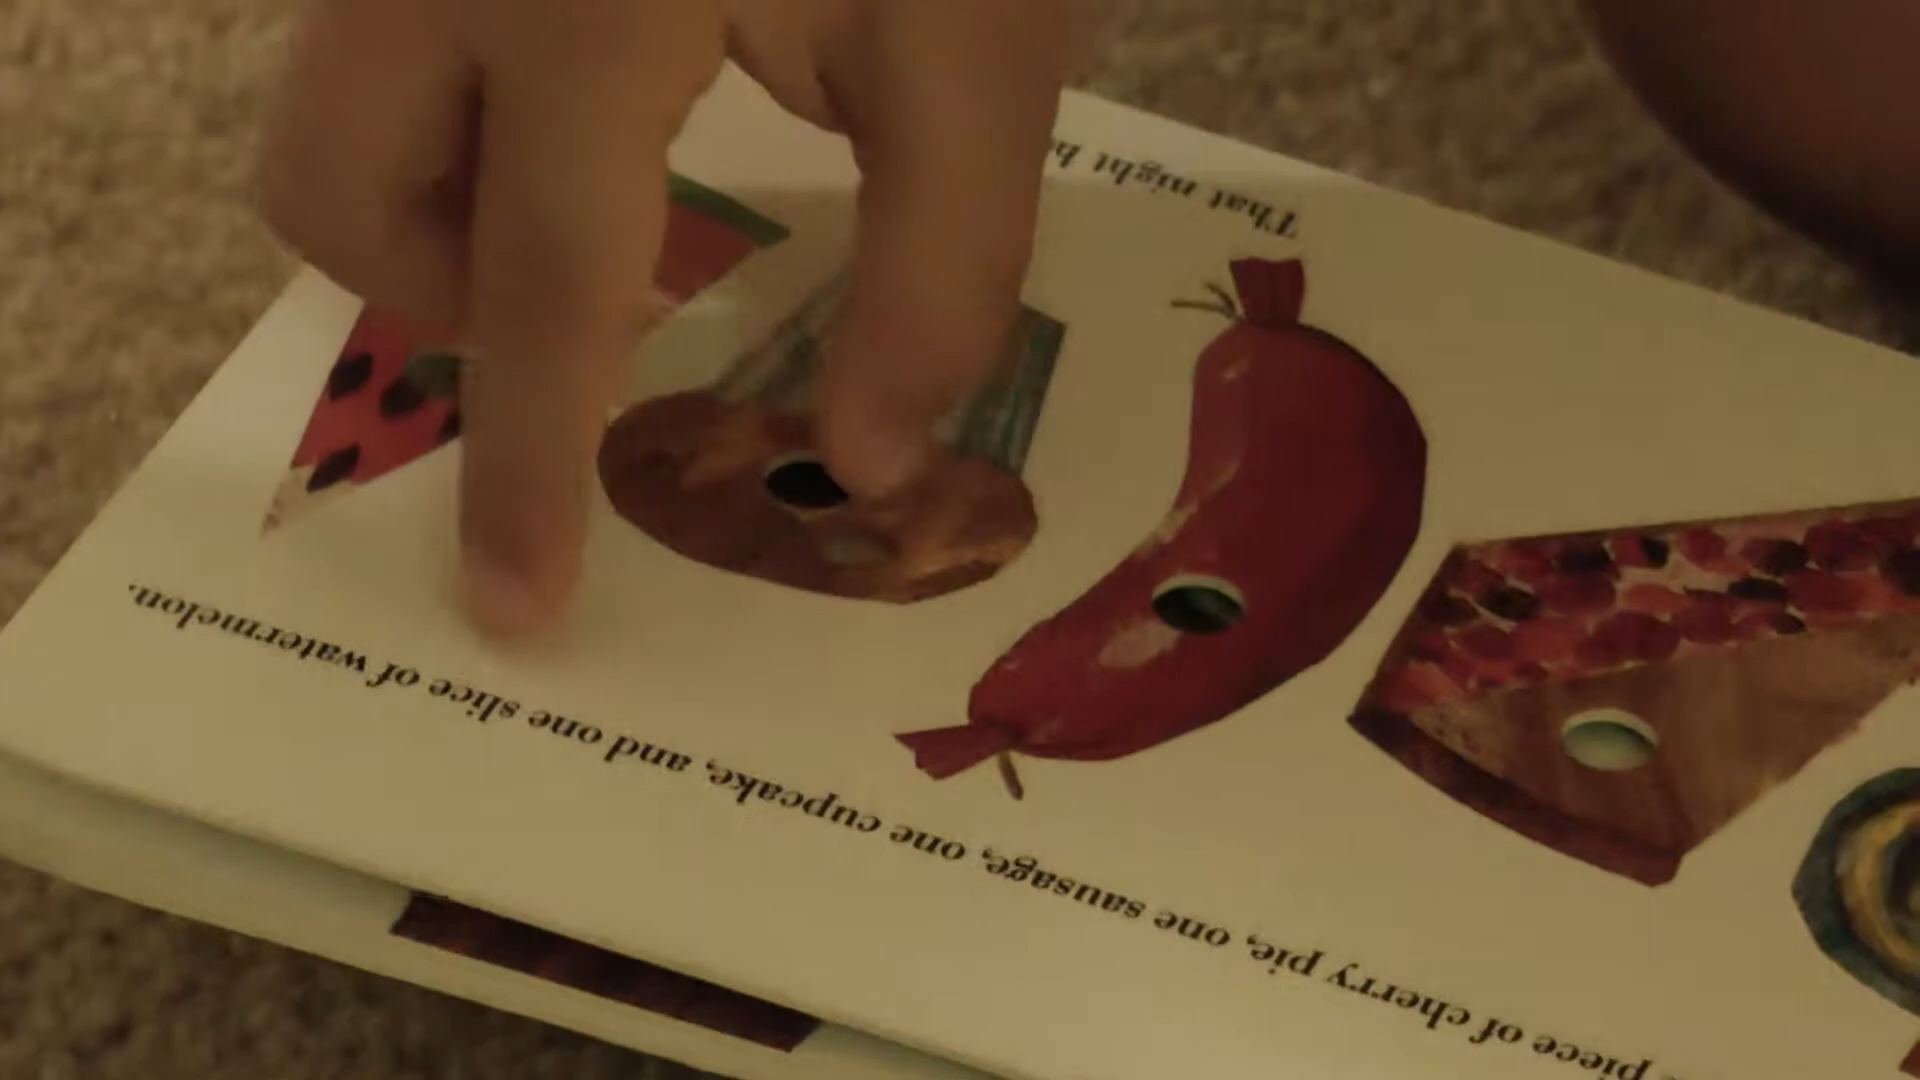 piece of cherry pie, one sausage, one cupcake, and one slice of watermelon.
That night h